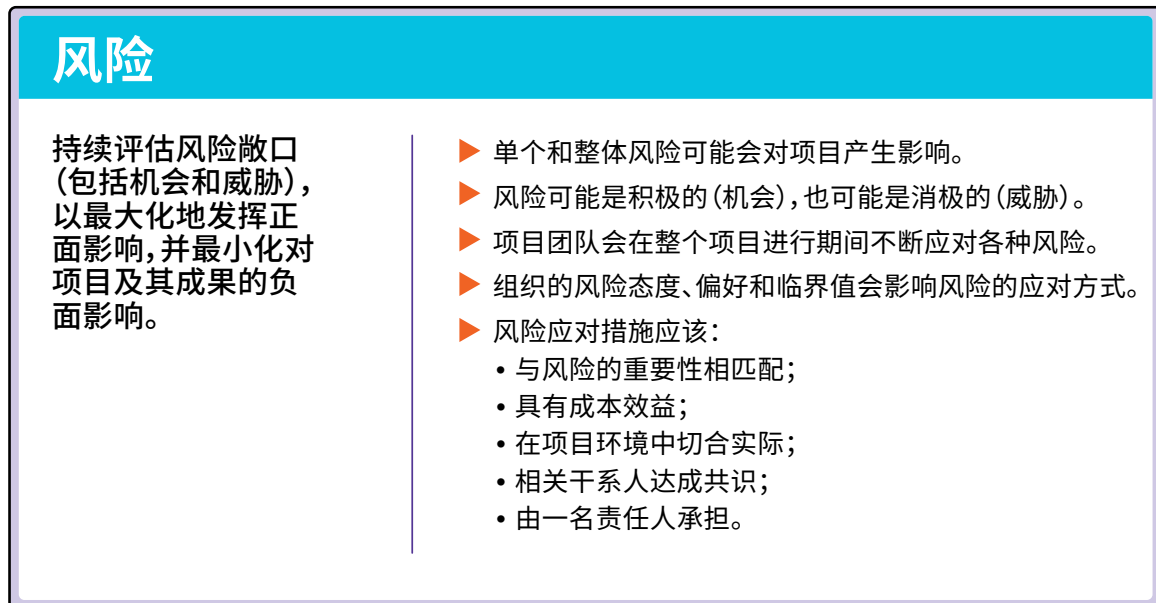 风险
持续评估风险敞口
（包括机会和威胁），
以最大化地发挥正
面影响，并最小化对
项目及其成果的负
面影响。
▶ 单个和整体风险可能会对项目产生影响。
▶ 风险可能是积极的（机会），也可能是消极的（威胁）。
▶ 项目团队会在整个项目进行期间不断应对各种风险。
▶ 组织的风险态度、偏好和临界值会影响风险的应对方式。
▶ 风险应对措施应该：
• 与风险的重要性相匹配；
• 具有成本效益；
• 在项目环境中切合实际；
• 相关干系人达成共识；
• 由一名责任人承担。